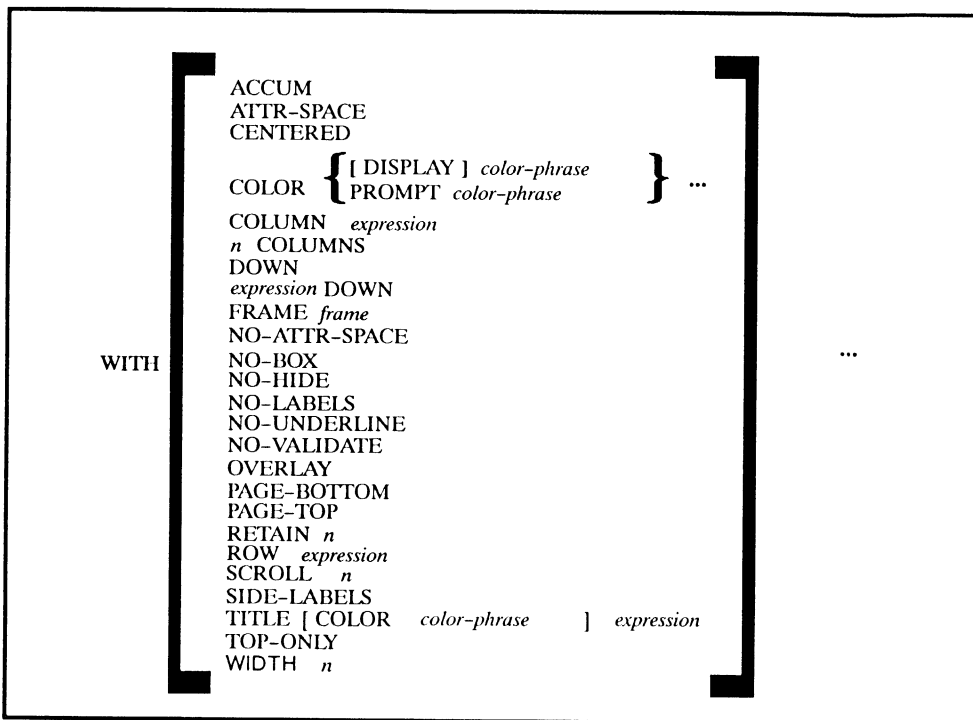 ACCUM
ATTR-SPACE
CENTERED
COLOR { [ DISPLAY ] color-phrase
PROMPT color-phrase } ...
COLUMN expression
n COLUMNS
DOWN
expression DOWN
FRAME frame
NO-ATTR-SPACE
WITH NO-BOX ...
NO-HIDE
NO-LABELS
NO-UNDERLINE
NO-VALIDATE
OVERLAY
PAGE-BOTTOM
PAGE-TOP
RETAIN n
ROW expression
SCROLL n
SIDE-LABELS
TITLE [ COLOR color-phrase ] expression
TOP-ONLY
WIDTH n